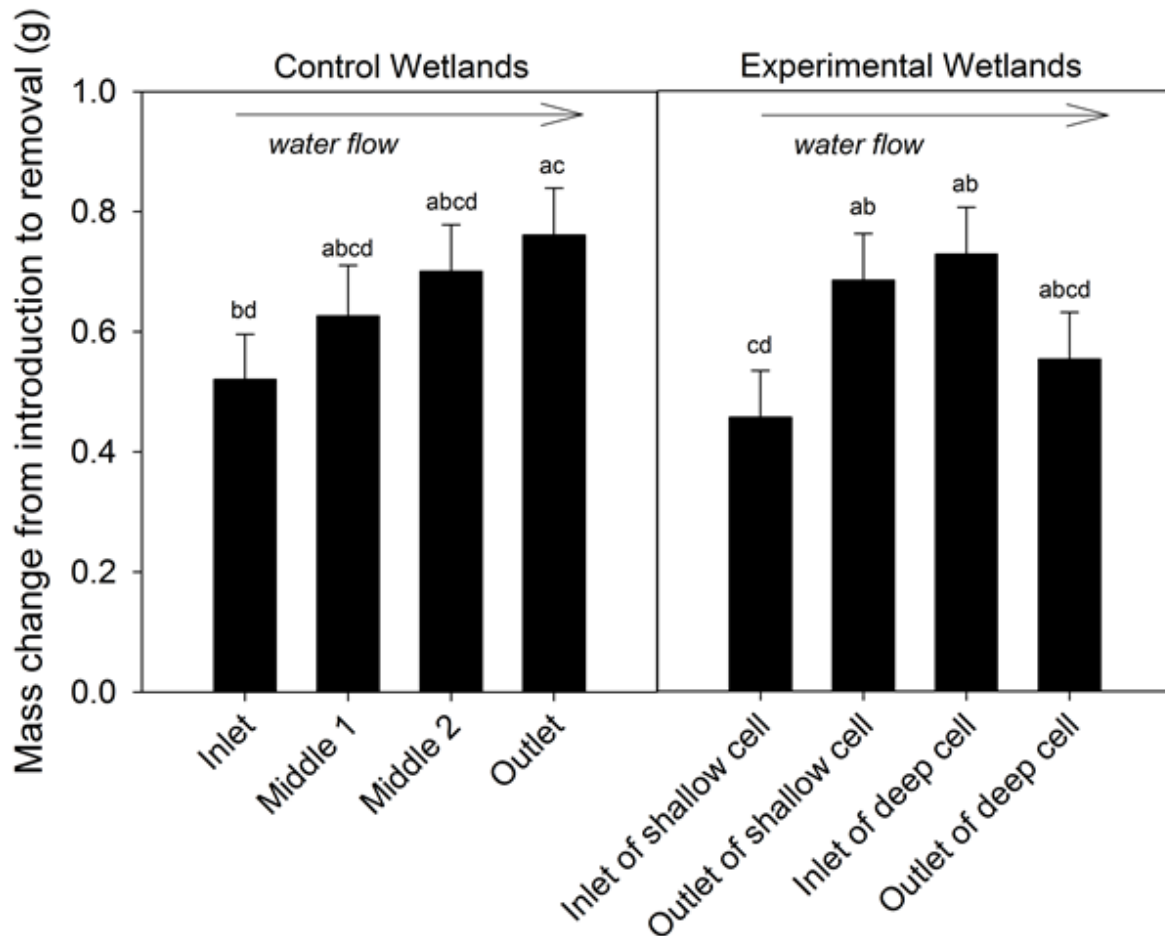 Mass change from introduction to removal (g)
Control Wetlands
Experimental Wetlands
1.0
0.8
0.6
0.4
0.2
0.0
water flow
water flow
bd
abcd
abcd
ac
cd
ab
ab
abcd
Inlet
Middle 1
Middle 2
Outlet
Inlet of shallow cell
Outlet of shallow cell
Inlet of deep cell
Outlet of deep cell